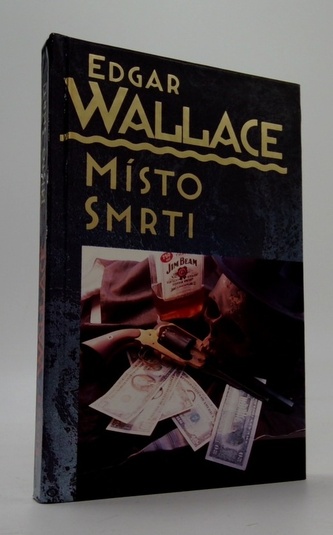 EDGAR
WALLACE
MÍSTO
SMRTI
JIM BEAM